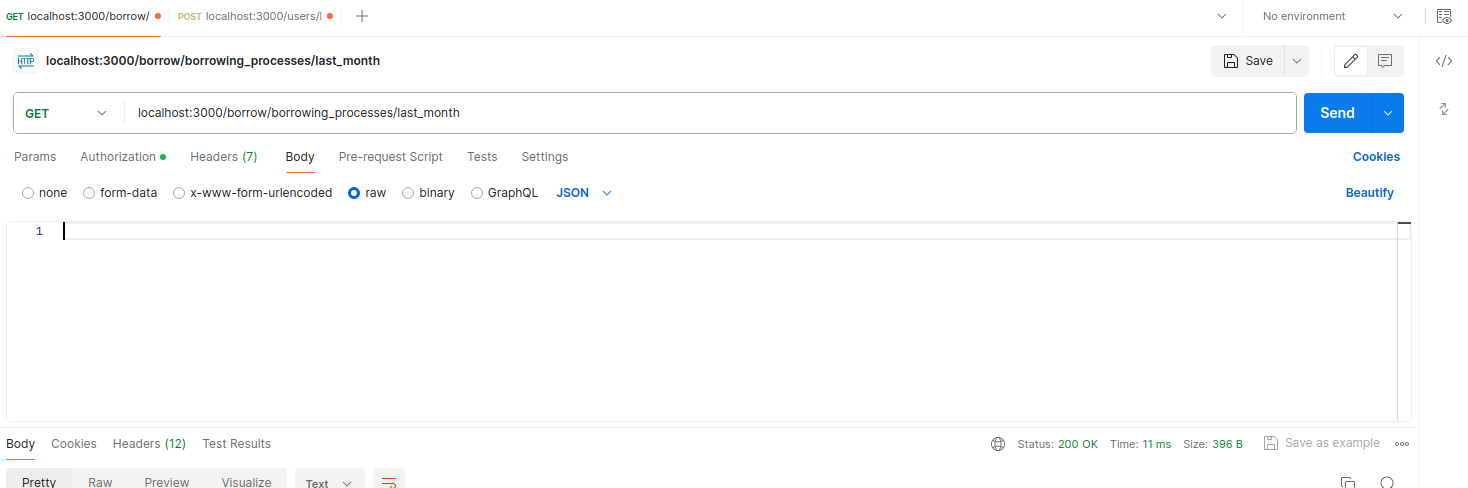 GET localhost:3000/borrow/ POST localhost:3000/users/l No environment
HTTP localhost:3000/borrow/borrowing_processes/last_month Save
GET localhost:3000/borrow/borrowing_processes/last_month Send
Params Authorization Headers (7) Body Pre-request Script Tests Settings Cookies
none form-data x-www-form-urlencoded raw binary GraphQL JSON Beautify
1
Body Cookies Headers (12) Test Results Status: 200 OK Time: 11 ms Size: 396 B Save as example
Pretty Raw Preview Visualize Text